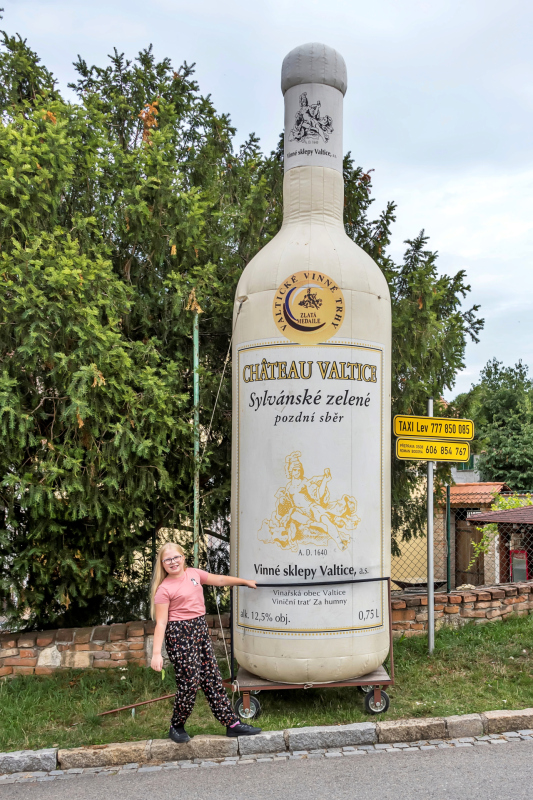 A. D. 1640
Vinné sklepy Valtice, a.s.
VALTICKÉ VINNÉ TRHY
ZLATÁ
MEDAILE
CHÂTEAU VALTICE
Sylvánské zelené
pozdní sběr
A. D. 1640
Vinné sklepy Valtice, a.s.
Vinařská obec Valtice
Viniční trať Za humny
alk. 12,5% obj. 0,75 L
TAXI Lev 777 850 085
606 854 767